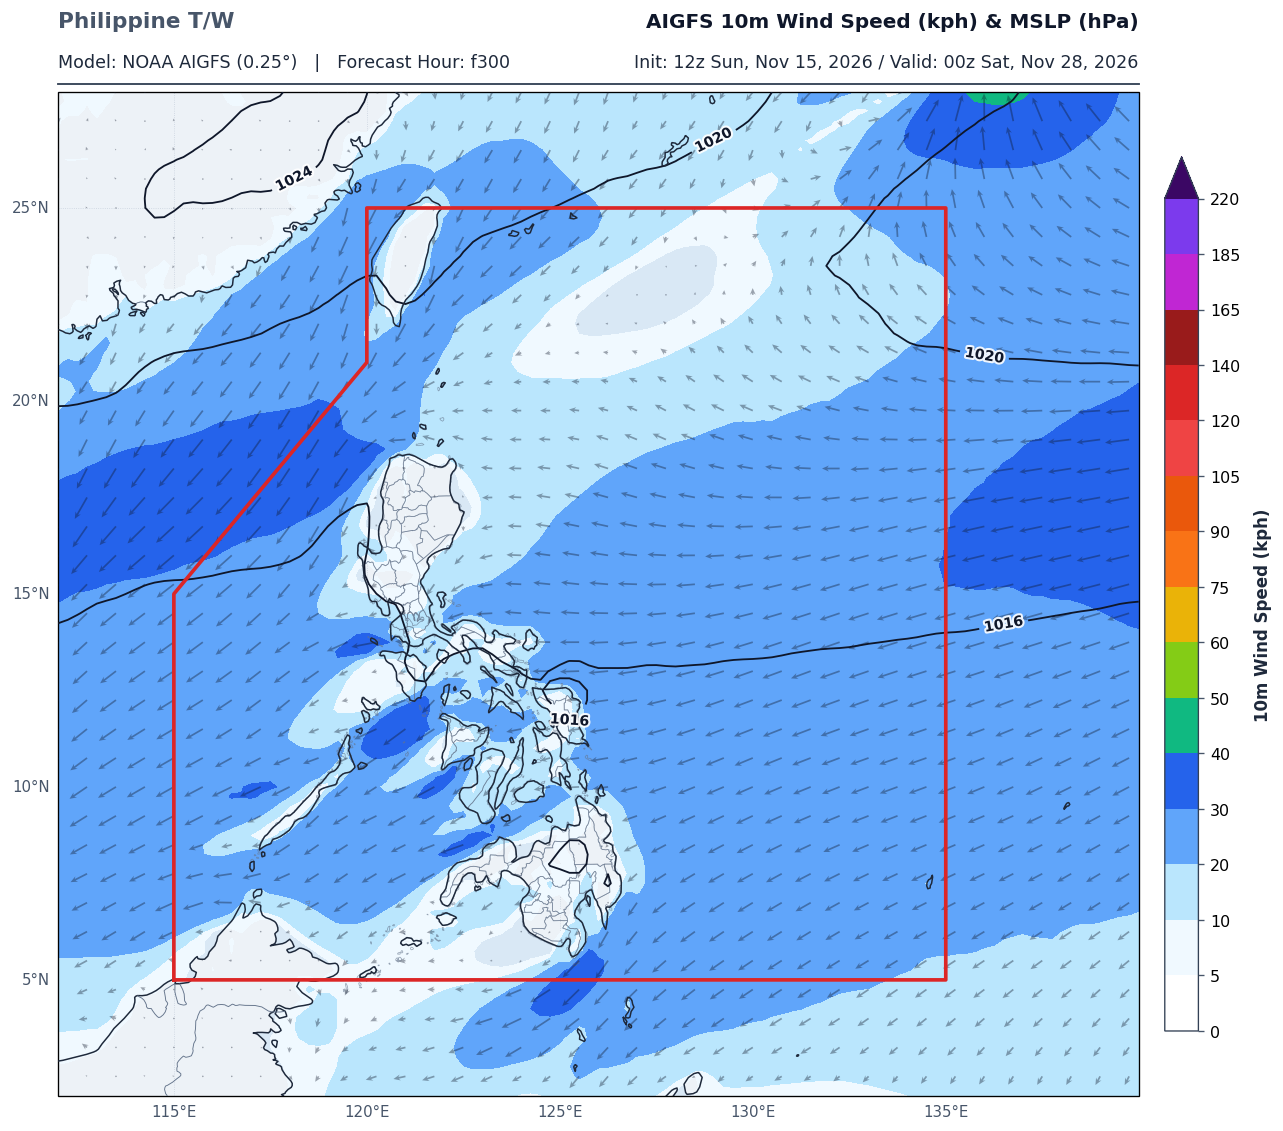 Philippine T/W
AIGFS 10m Wind Speed (kph) & MSLP (hPa)
Model: NOAA AIGFS (0.25°)   |   Forecast Hour: f300
Init: 12z Sun, Nov 15, 2026 / Valid: 00z Sat, Nov 28, 2026
1020
1024
1020
1016
1016
25°N
20°N
15°N
10°N
5°N
115°E
120°E
125°E
130°E
135°E
220
185
165
140
120
105
90
75
60
50
40
30
20
10
5
0
10m Wind Speed (kph)